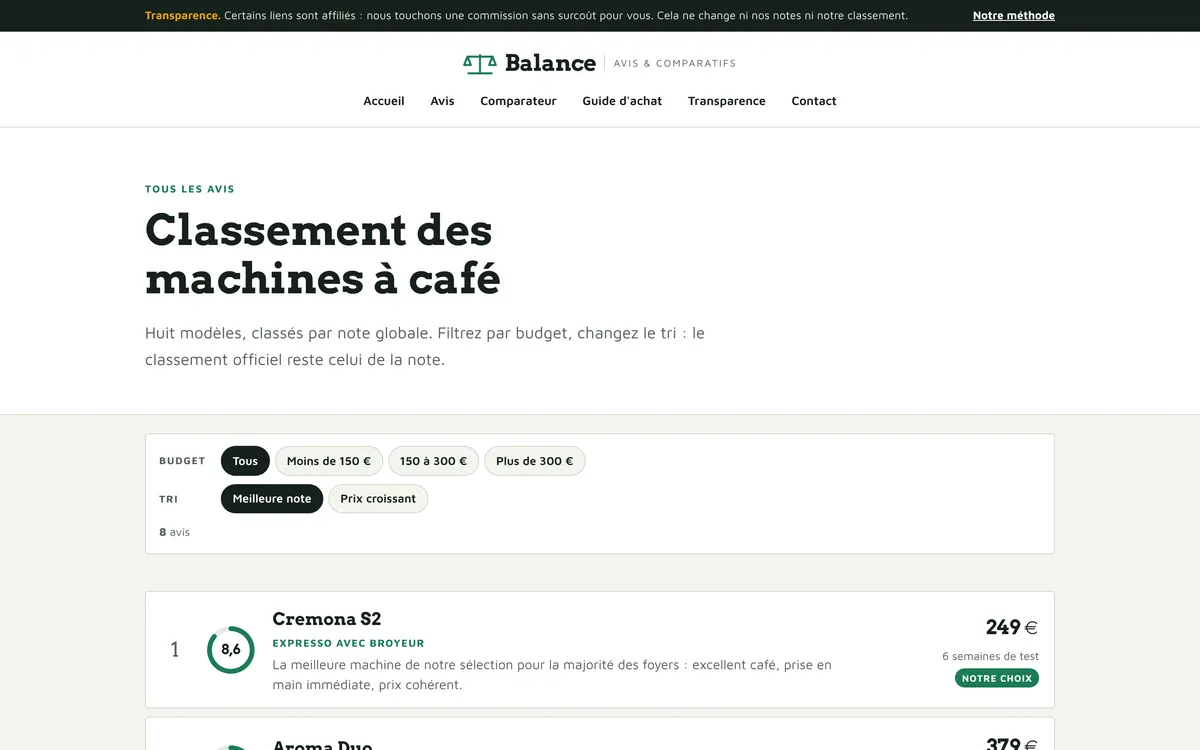 Transparence. Certains liens sont affiliés : nous touchons une commission sans surcoût pour vous. Cela ne change ni nos notes ni notre classement.
Notre méthode
Balance
AVIS & COMPARATIFS
Accueil
Avis
Comparateur
Guide d'achat
Transparence
Contact
TOUS LES AVIS
Classement des
machines à café
Huit modèles, classés par note globale. Filtrez par budget, changez le tri : le
classement officiel reste celui de la note.
BUDGET
Tous
Moins de 150 €
150 à 300 €
Plus de 300 €
TRI
Meilleure note
Prix croissant
8 avis
1
8,6
Cremona S2
EXPRESSO AVEC BROYEUR
La meilleure machine de notre sélection pour la majorité des foyers : excellent café, prise en
main immédiate, prix cohérent.
249 €
6 semaines de test
NOTRE CHOIX
Aroma Duo
379 €